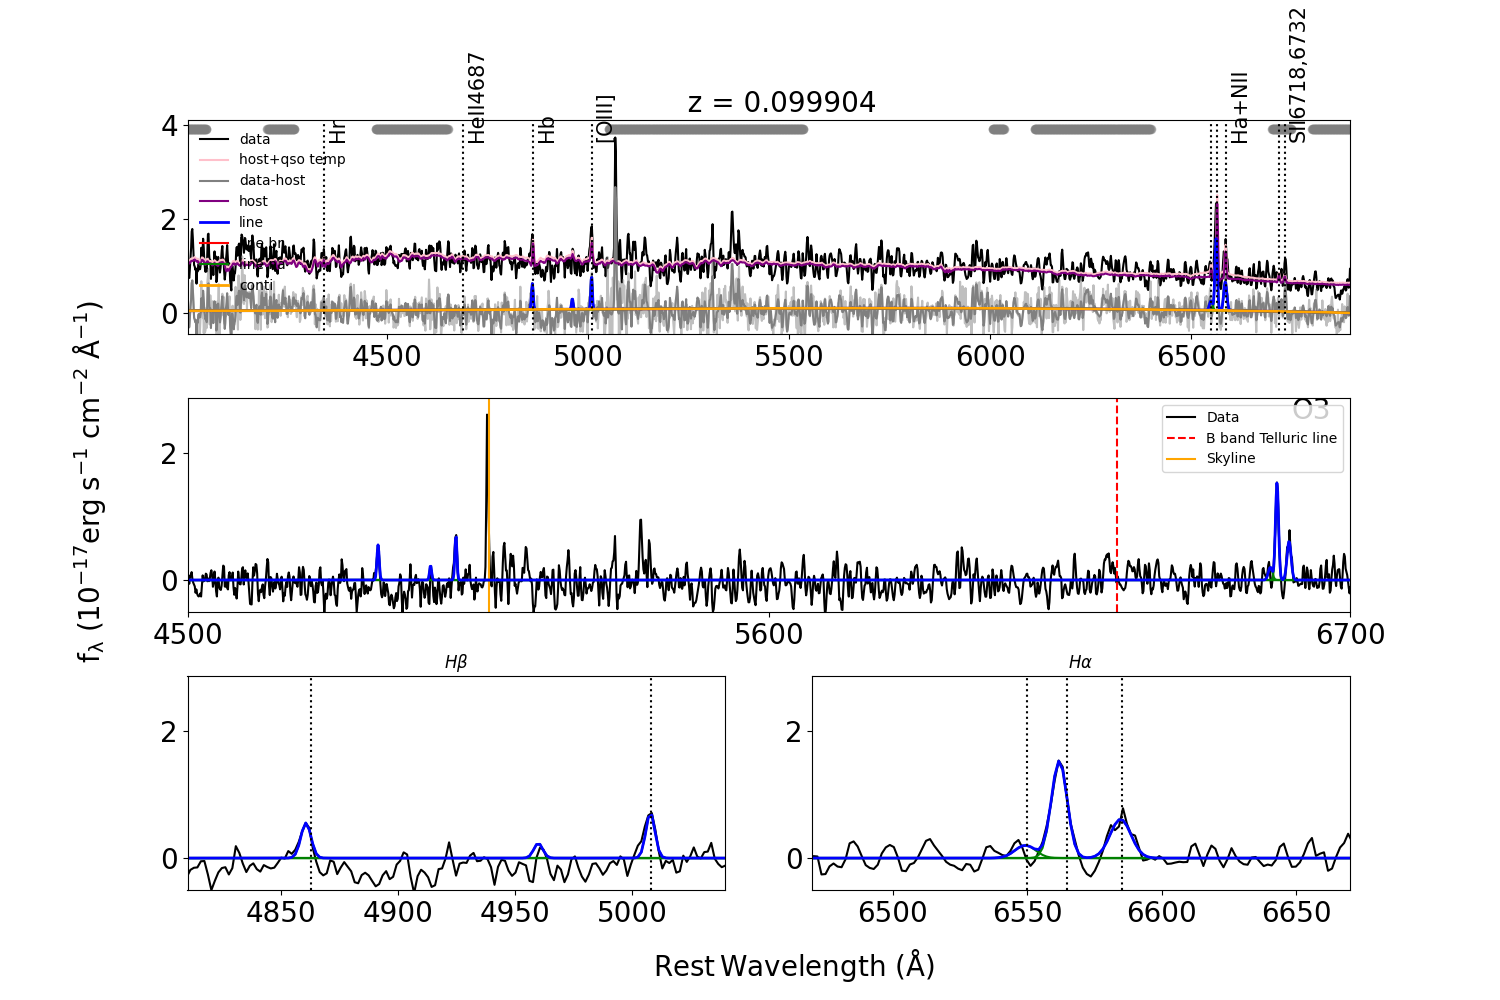 z = 0.099904
Hr
HeII4687
Hb
[OIII]
Ha+NII
SII6718,6732
4
2
0
data
host+qso temp
data-host
host
line
conti
4500 5000 5500 6000 6500
f_λ (10⁻¹⁷erg s⁻¹ cm⁻² Å⁻¹)
O3
Data
B band Telluric line
Skyline
2
0
4500 5600 6700
Hβ
2
0
4850 4900 4950 5000
Hα
2
0
6500 6550 6600 6650
Rest Wavelength (Å)